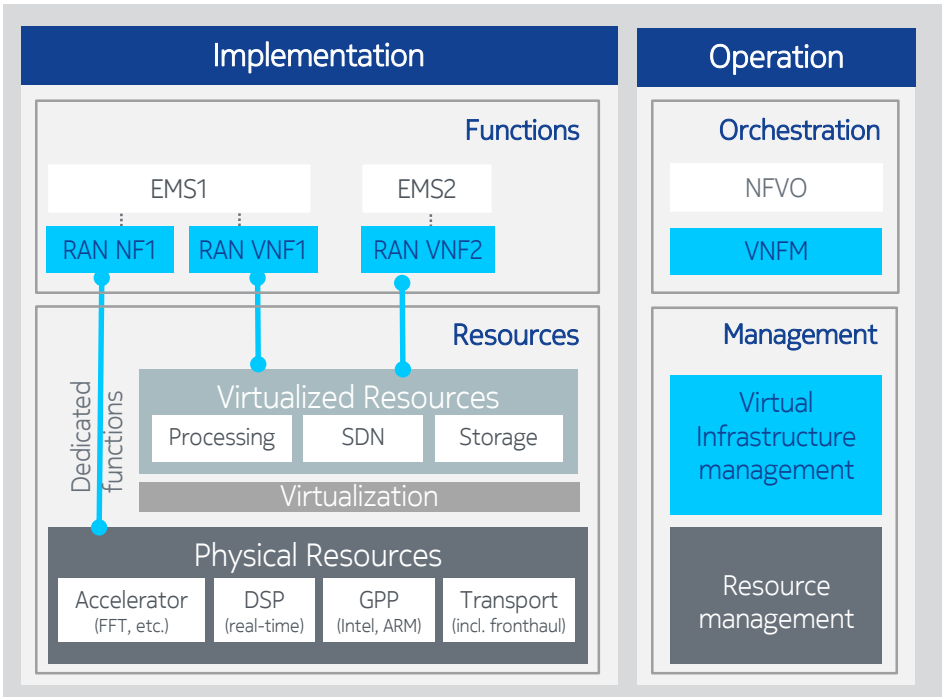 Implementation
Operation
Functions
EMS1
EMS2
RAN NF1
RAN VNF1
RAN VNF2
Orchestration
NFVO
VNFM
Resources
Dedicated
functions
Virtualized Resources
Processing
SDN
Storage
Virtualization
Physical Resources
Accelerator
(FFT, etc.)
DSP
(real-time)
GPP
(Intel, ARM)
Transport
(incl. fronthaul)
Management
Virtual
Infrastructure
management
Resource
management